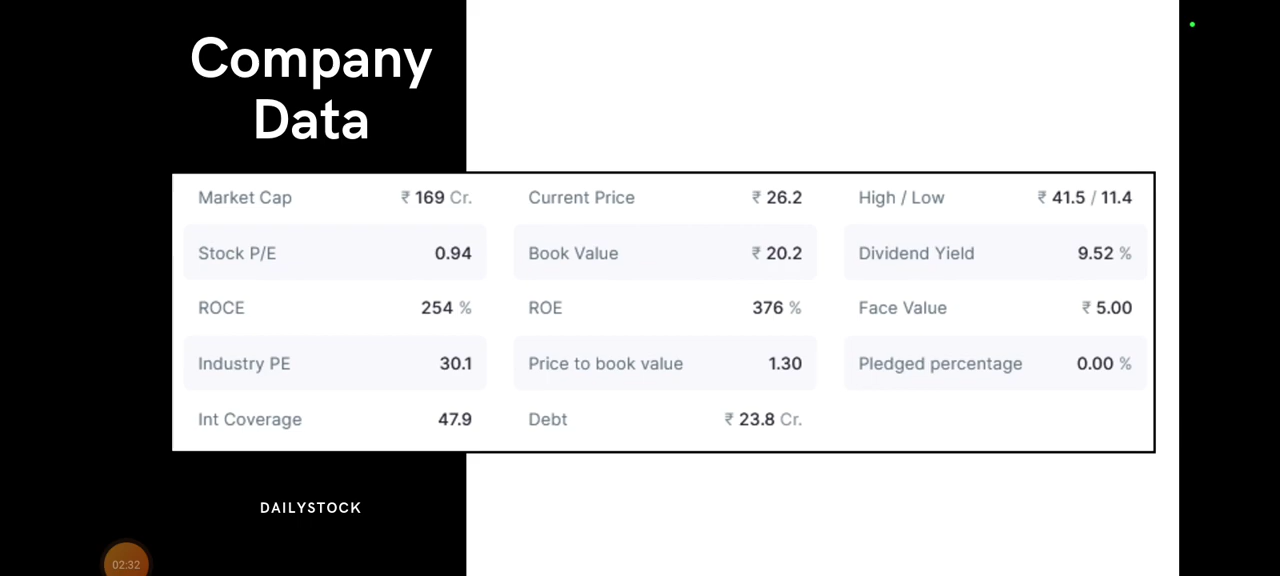 Company
Data
Market Cap ₹ 169 Cr. Current Price ₹ 26.2 High / Low ₹ 41.5 / 11.4
Stock P/E 0.94 Book Value ₹ 20.2 Dividend Yield 9.52 %
ROCE 254 % ROE 376 % Face Value ₹ 5.00
Industry PE 30.1 Price to book value 1.30 Pledged percentage 0.00 %
Int Coverage 47.9 Debt ₹ 23.8 Cr.
DAILYSTOCK
02:32